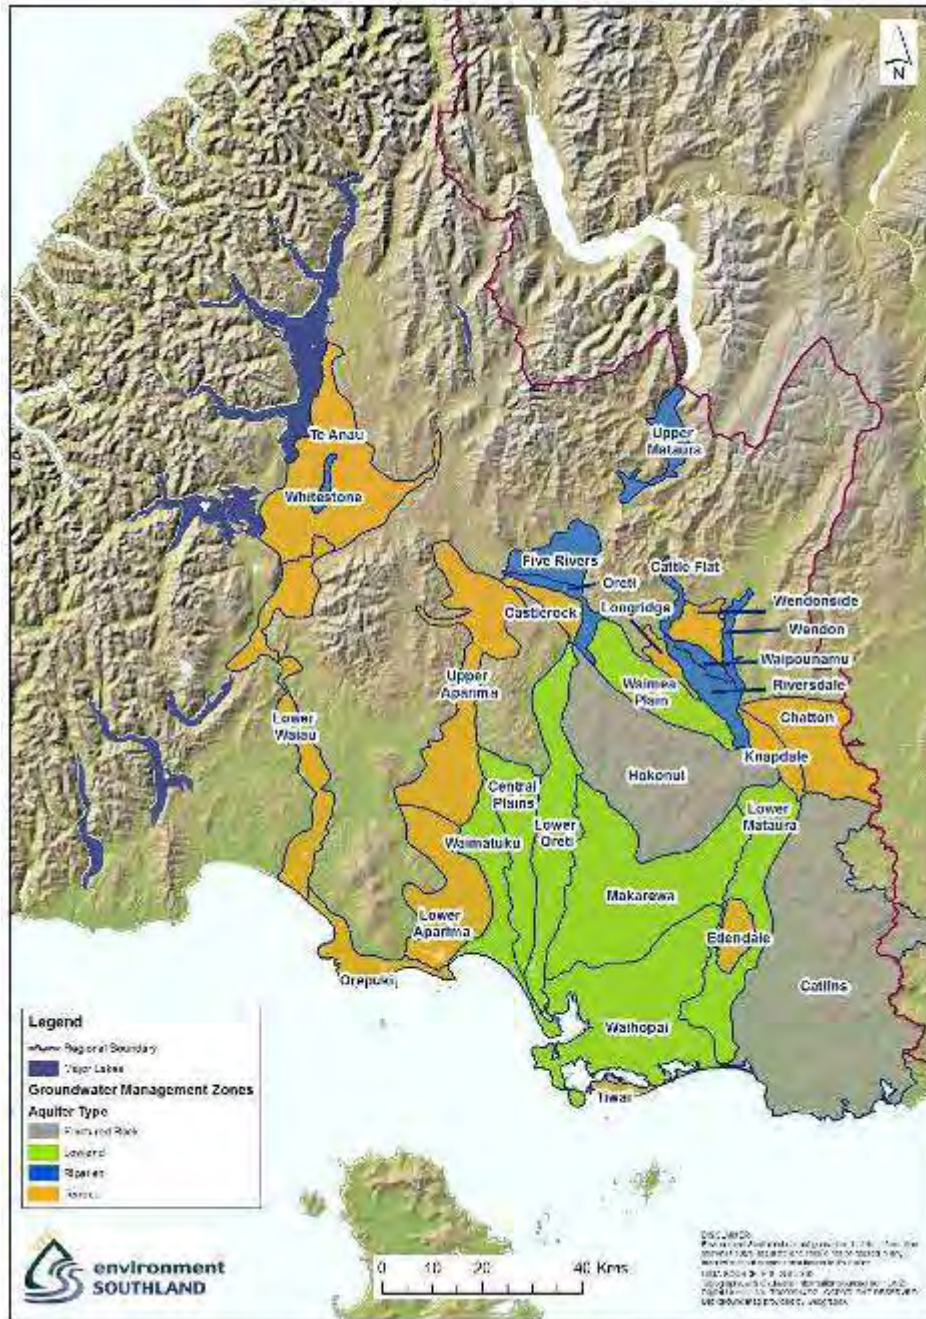 N
Te Anau
Whitestone
Upper
Mataura
Five Rivers
Cattle Flat
Oreti
Castlerock
Longridge
Wendonside
Wendon
Waipounamu
Riversdale
Waimea
Plain
Upper
Aparima
Chatton
Lower
Waiau
Knapdale
Hokonui
Central
Plains
Lower
Mataura
Waimatuku
Lower
Oreti
Makarewa
Lower
Aparima
Edendale
Orepuki
Catlins
Waihopai
Tiwai
Legend
Regional Boundary
Major Lakes
Groundwater Management Zones
Aquifer Type
Fractured Rock
Lowland
Riparian
Terrace
environment
SOUTHLAND
0 10 20 40 Kms
DISCLAIMER